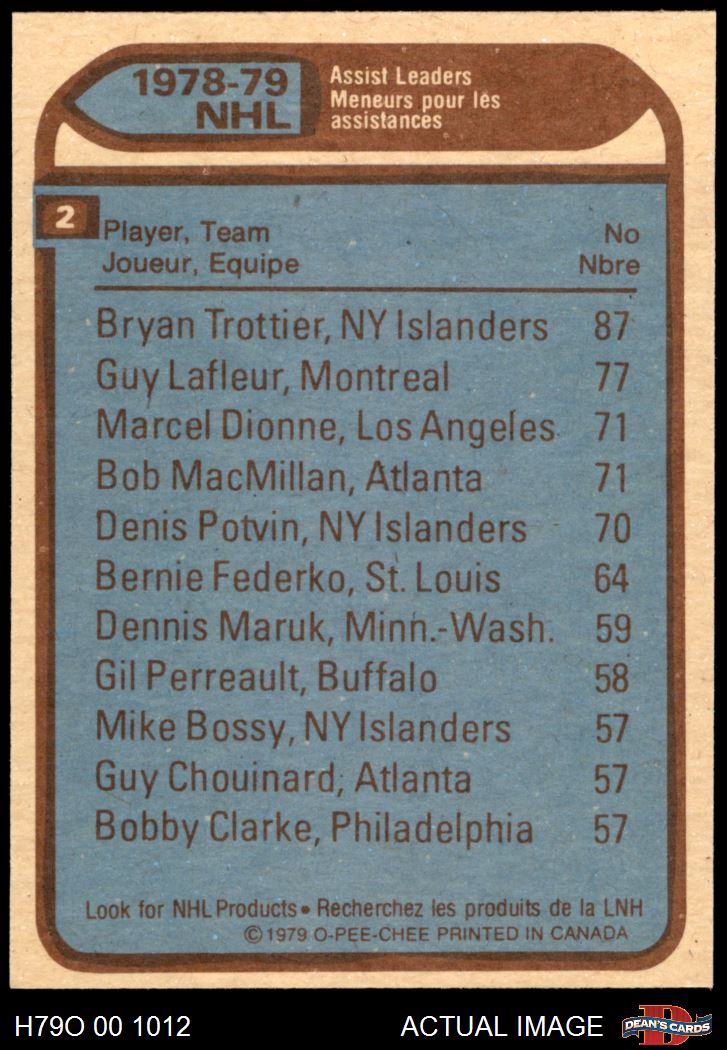 1978-79
NHL
Assist Leaders
Meneurs pour les
assistances
2
Player, Team No
Joueur, Equipe Nbre
Bryan Trottier, NY Islanders 87
Guy Lafleur, Montreal 77
Marcel Dionne, Los Angeles 71
Bob MacMillan, Atlanta 71
Denis Potvin, NY Islanders 70
Bernie Federko, St. Louis 64
Dennis Maruk, Minn.-Wash. 59
Gil Perreault, Buffalo 58
Mike Bossy, NY Islanders 57
Guy Chouinard, Atlanta 57
Bobby Clarke, Philadelphia 57
Look for NHL Products • Recherchez les produits de la LNH
© 1979 O-PEE-CHEE PRINTED IN CANADA
H79O 00 1012 ACTUAL IMAGE D DEAN'S CARDS